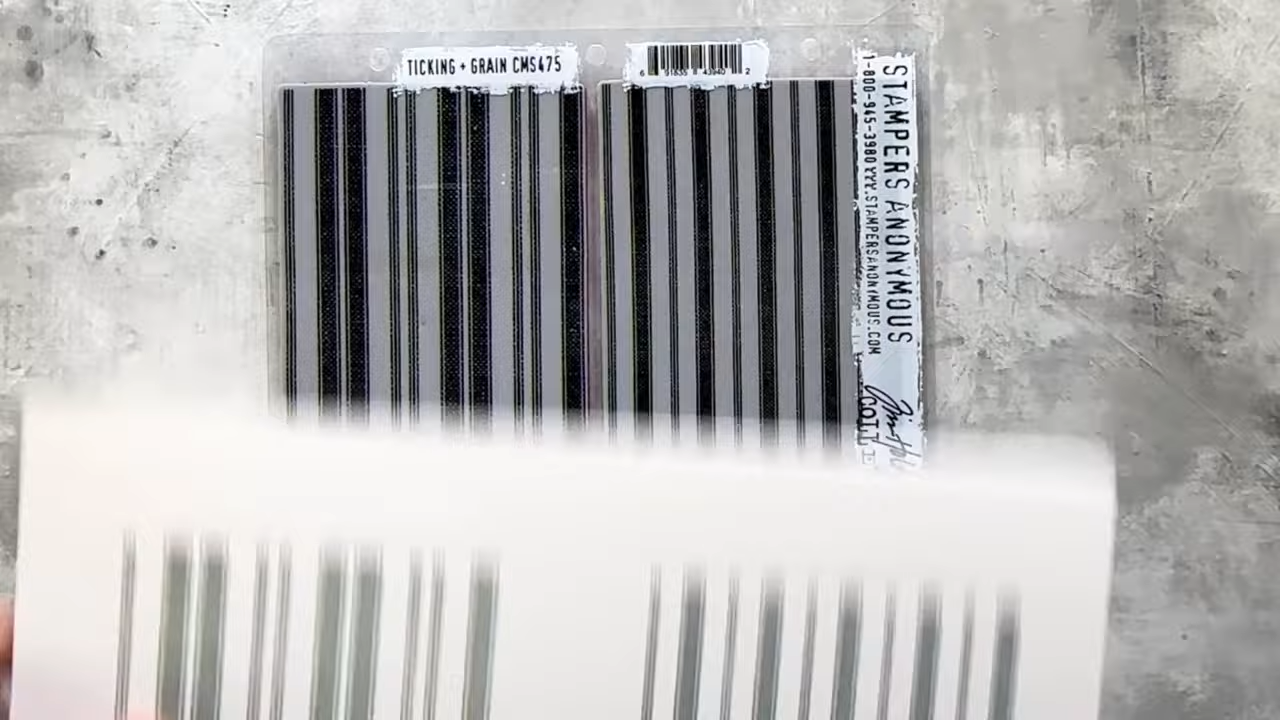 TICKING + GRAIN CMS475
STAMPERS ANONYMOUS
1-800-945-3980 WWW.STAMPERSANONYMOUS.COM